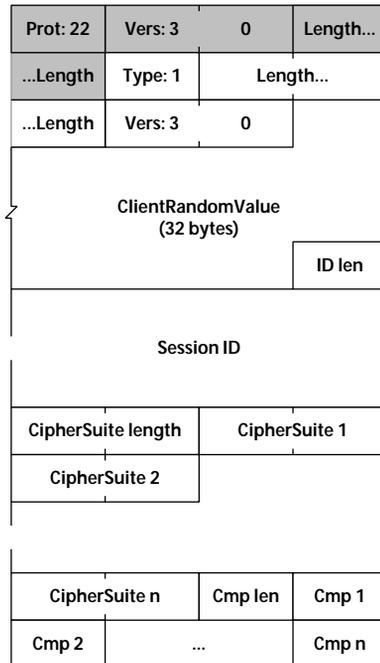 Prot: 22 Vers: 3 0 Length...
...Length Type: 1 Length...
...Length Vers: 3 0
ClientRandomValue
(32 bytes)
ID len
Session ID
CipherSuite length CipherSuite 1
CipherSuite 2
CipherSuite n Cmp len Cmp 1
Cmp 2 ... Cmp n